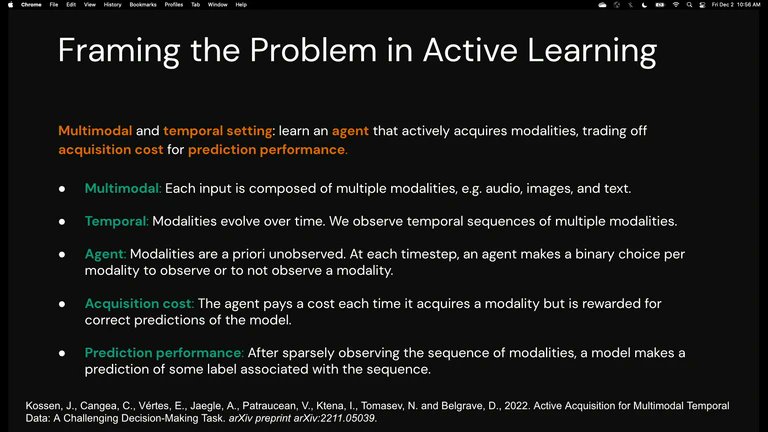 Chrome File Edit View History Bookmarks Profiles Tab Window Help Fri Dec 2 10:56 AM
Framing the Problem in Active Learning
Multimodal and temporal setting: learn an agent that actively acquires modalities, trading off
acquisition cost for prediction performance.
● Multimodal: Each input is composed of multiple modalities, e.g. audio, images, and text.
● Temporal: Modalities evolve over time. We observe temporal sequences of multiple modalities.
● Agent: Modalities are a priori unobserved. At each timestep, an agent makes a binary choice per
modality to observe or to not observe a modality.
● Acquisition cost: The agent pays a cost each time it acquires a modality but is rewarded for
correct predictions of the model.
● Prediction performance: After sparsely observing the sequence of modalities, a model makes a
prediction of some label associated with the sequence.
Kossen, J., Cangea, C., Vértes, E., Jaegle, A., Patraucean, V., Ktena, I., Tomasev, N. and Belgrave, D., 2022. Active Acquisition for Multimodal Temporal
Data: A Challenging Decision-Making Task. arXiv preprint arXiv:2211.05039.